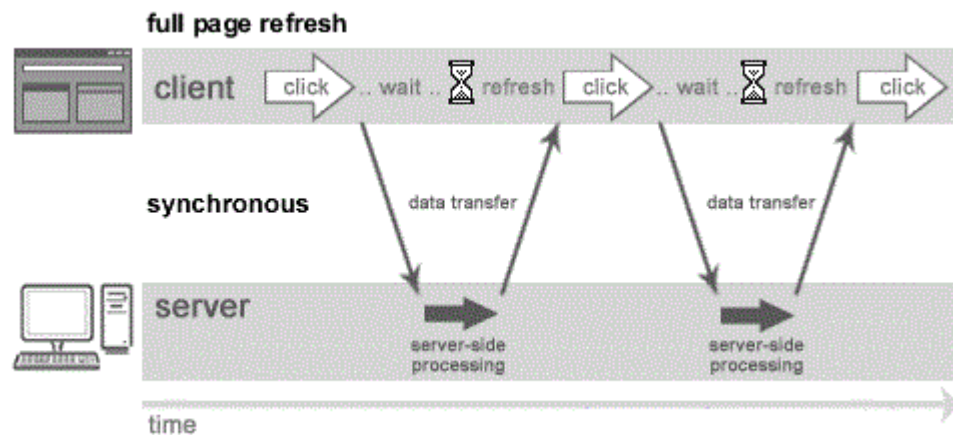 full page refresh
client click .. wait .. refresh click .. wait .. refresh click
synchronous data transfer data transfer
server
server-side processing
server-side processing
time